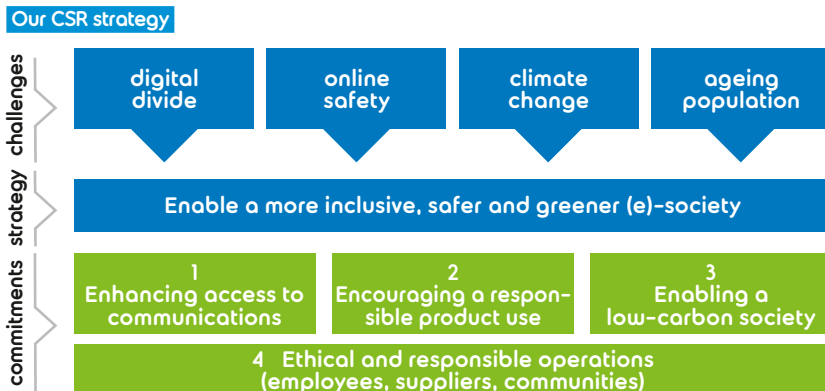 Our CSR strategy
challenges
digital
divide
online
safety
climate
change
ageing
population
strategy
Enable a more inclusive, safer and greener (e)-society
commitments
1
Enhancing access to
communications
2
Encouraging a respon-
sible product use
3
Enabling a
low-carbon society
4 Ethical and responsible operations
(employees, suppliers, communities)